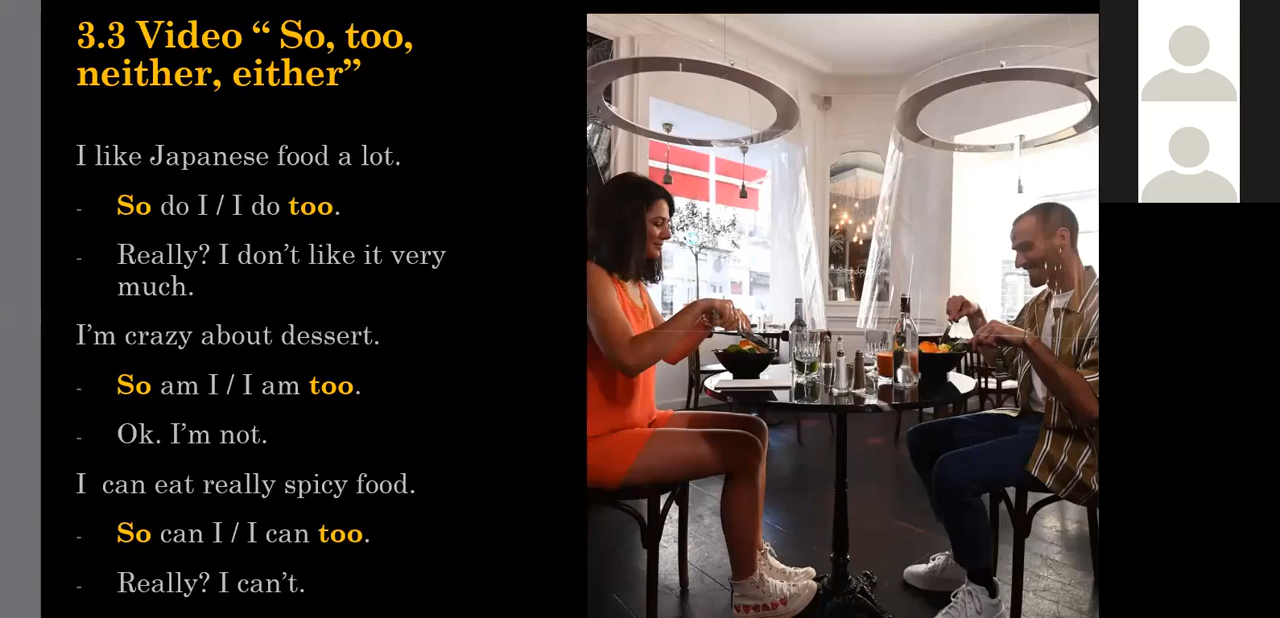 3.3 Video “ So, too,
neither, either”
I like Japanese food a lot.
- So do I / I do too.
- Really? I don’t like it very
much.
I’m crazy about dessert.
- So am I / I am too.
- Ok. I’m not.
I  can eat really spicy food.
- So can I / I can too.
- Really? I can’t.